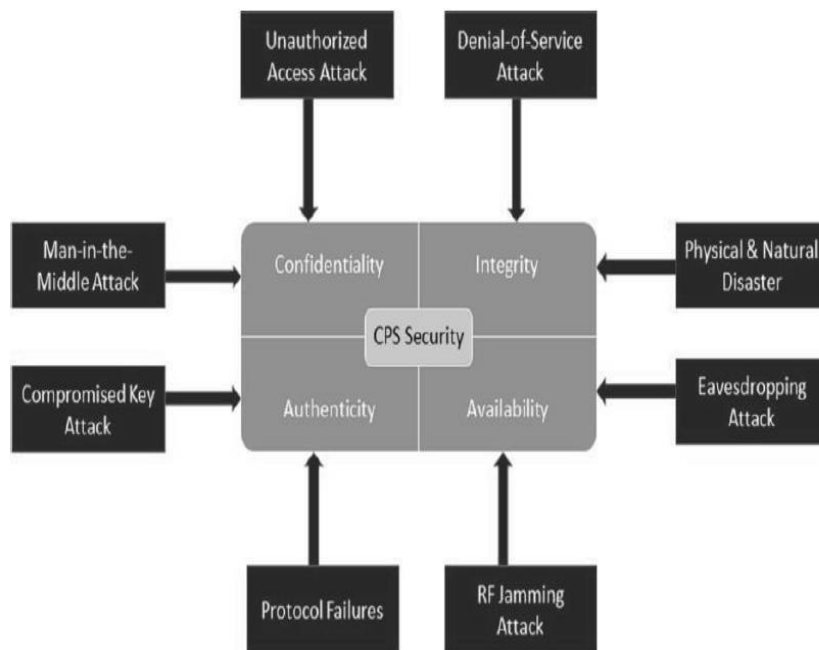 Unauthorized
Access Attack
Denial-of-Service
Attack
Man-in-the-
Middle Attack
Confidentiality
Integrity
Physical & Natural
Disaster
CPS Security
Compromised Key
Attack
Authenticity
Availability
Eavesdropping
Attack
Protocol Failures
RF Jamming
Attack